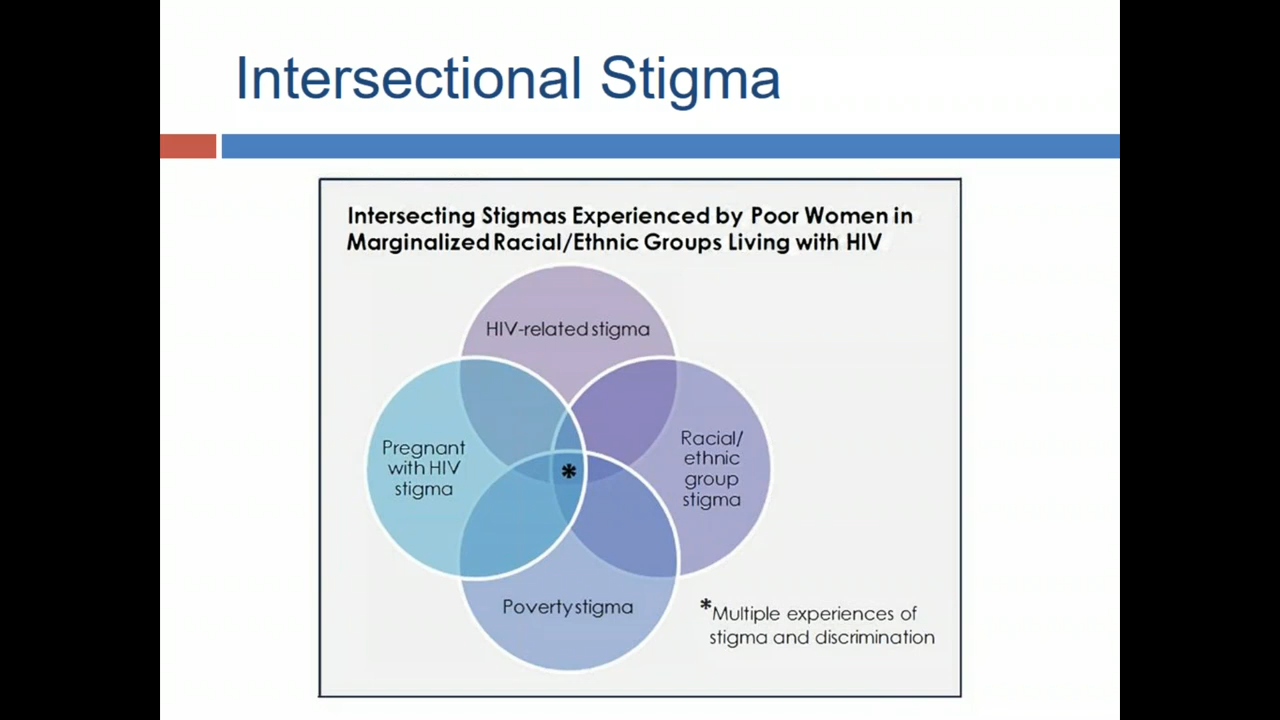 Intersectional Stigma
Intersecting Stigmas Experienced by Poor Women in
Marginalized Racial/Ethnic Groups Living with HIV
HIV-related stigma
Pregnant
with HIV
stigma
Racial/
ethnic
group
stigma
*
Poverty stigma
*Multiple experiences of
stigma and discrimination